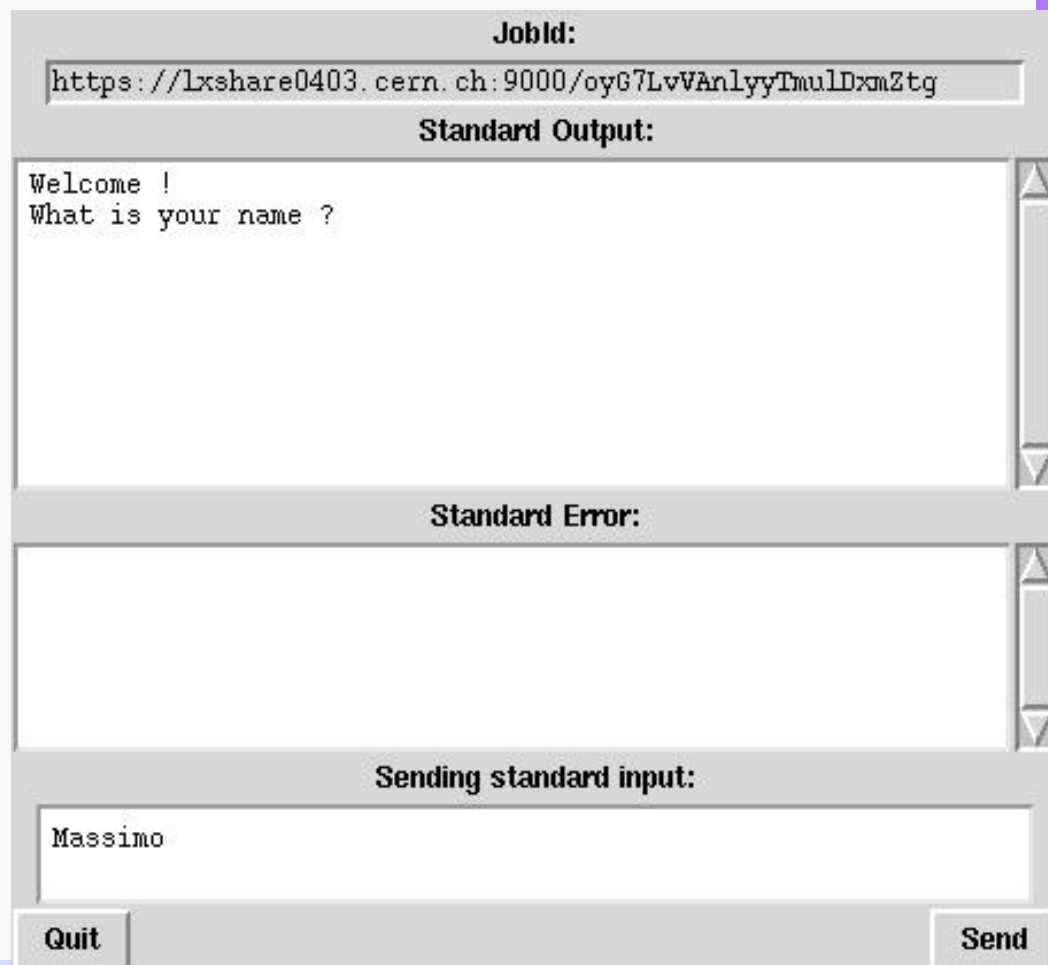 JobId:
https://lxshare0403.cern.ch:9000/oyG7LvVAnlyyTmulDxmZtg
Standard Output:
Welcome !
What is your name ?
Standard Error:
Sending standard input:
Massimo
Quit Send